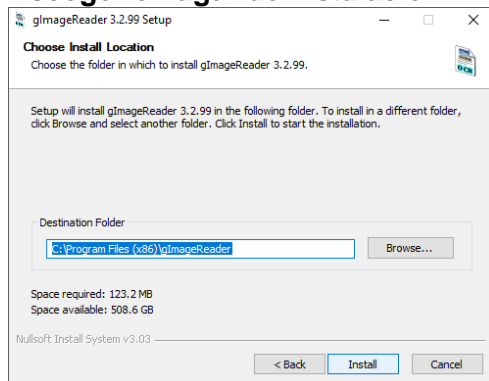 gImageReader 3.2.99 Setup
Choose Install Location
Choose the folder in which to install gImageReader 3.2.99.
OCR
Setup will install gImageReader 3.2.99 in the following folder. To install in a different folder,
click Browse and select another folder. Click Install to start the installation.
Destination Folder
C:\Program Files (x86)\gImageReader
Browse...
Space required: 123.2 MB
Space available: 508.6 GB
Nullsoft Install System v3.03
< Back
Install
Cancel